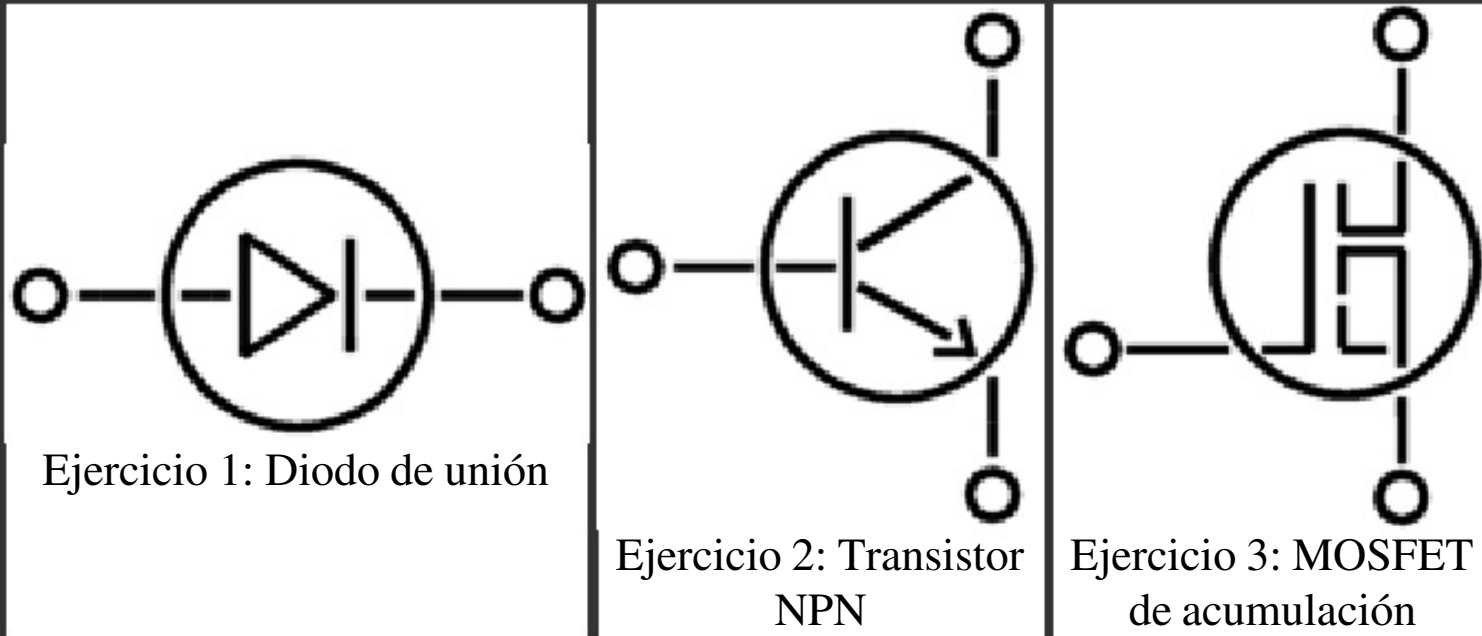 Ejercicio 1: Diodo de unión
Ejercicio 2: Transistor
NPN
Ejercicio 3: MOSFET
de acumulación